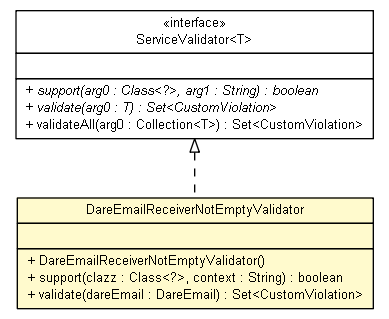 «interface»
ServiceValidator<T>
+ support(arg0 : Class<?>, arg1 : String) : boolean
+ validate(arg0 : T) : Set<CustomViolation>
+ validateAll(arg0 : Collection<T>) : Set<CustomViolation>
DareEmailReceiverNotEmptyValidator
+ DareEmailReceiverNotEmptyValidator()
+ support(clazz : Class<?>, context : String) : boolean
+ validate(dareEmail : DareEmail) : Set<CustomViolation>